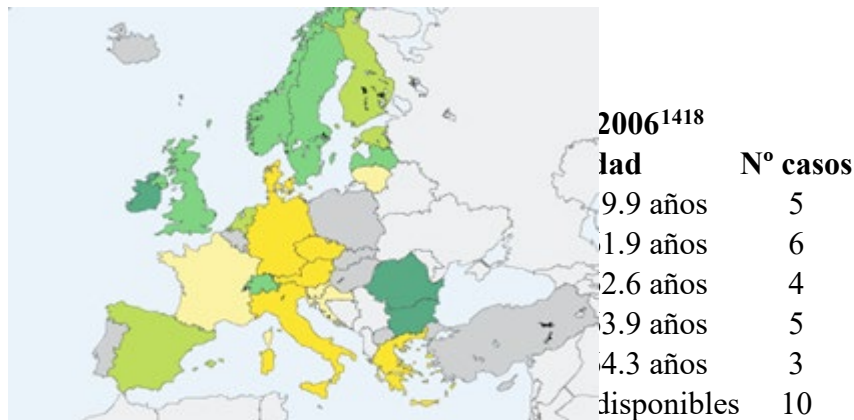 2006¹⁴¹⁸
dad Nº casos
9.9 años 5
1.9 años 6
2.6 años 4
3.9 años 5
4.3 años 3
disponibles 10